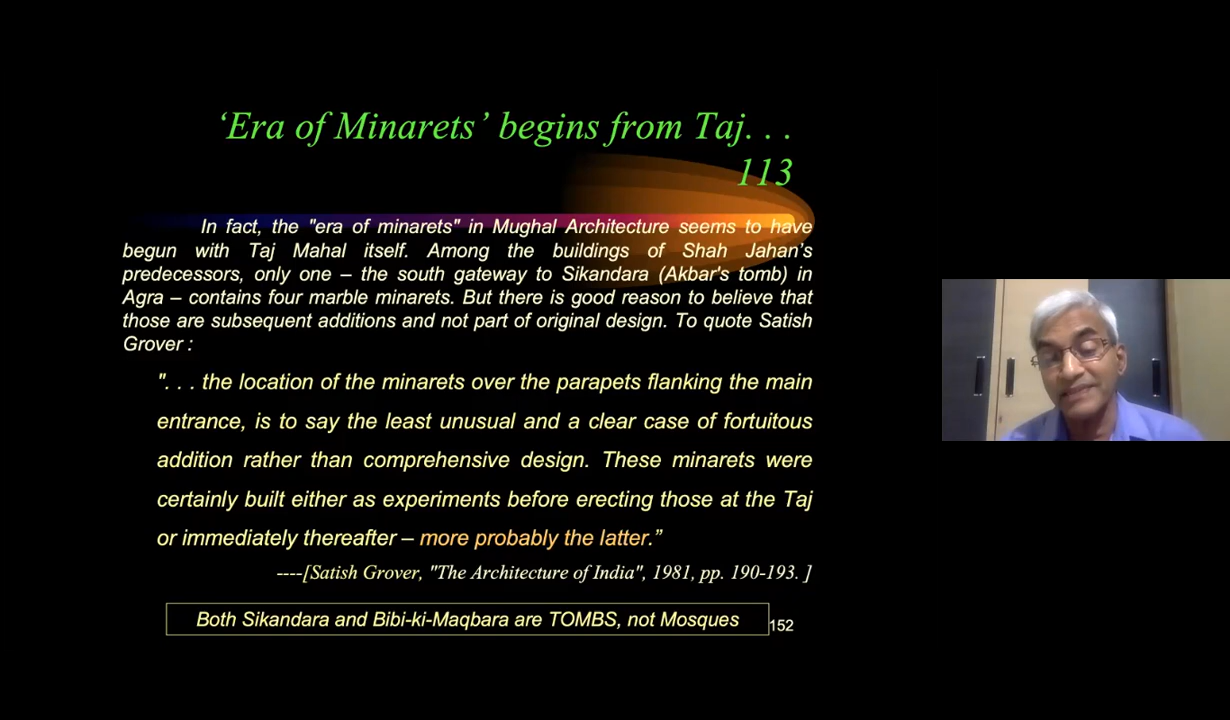 ‘Era of Minarets’ begins from Taj. . .
113
In fact, the "era of minarets" in Mughal Architecture seems to have
begun with Taj Mahal itself. Among the buildings of Shah Jahan’s
predecessors, only one – the south gateway to Sikandara (Akbar's tomb) in
Agra – contains four marble minarets. But there is good reason to believe that
those are subsequent additions and not part of original design. To quote Satish
Grover :
". . . the location of the minarets over the parapets flanking the main
entrance, is to say the least unusual and a clear case of fortuitous
addition rather than comprehensive design. These minarets were
certainly built either as experiments before erecting those at the Taj
or immediately thereafter – more probably the latter.”
----[Satish Grover, "The Architecture of India", 1981, pp. 190-193. ]
Both Sikandara and Bibi-ki-Maqbara are TOMBS, not Mosques
152